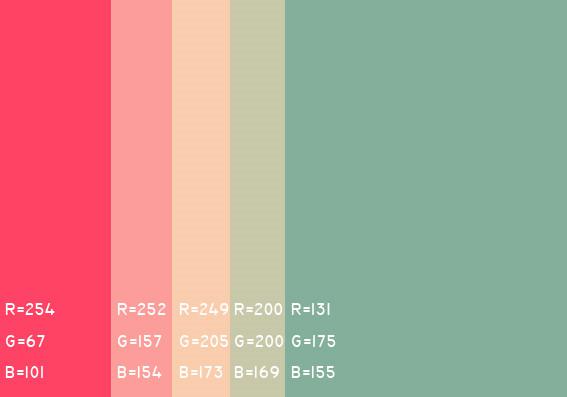 R=254 R=252 R=249 R=200 R=131
G=67 G=157 G=205 G=200 G=175
B=101 B=154 B=173 B=169 B=155